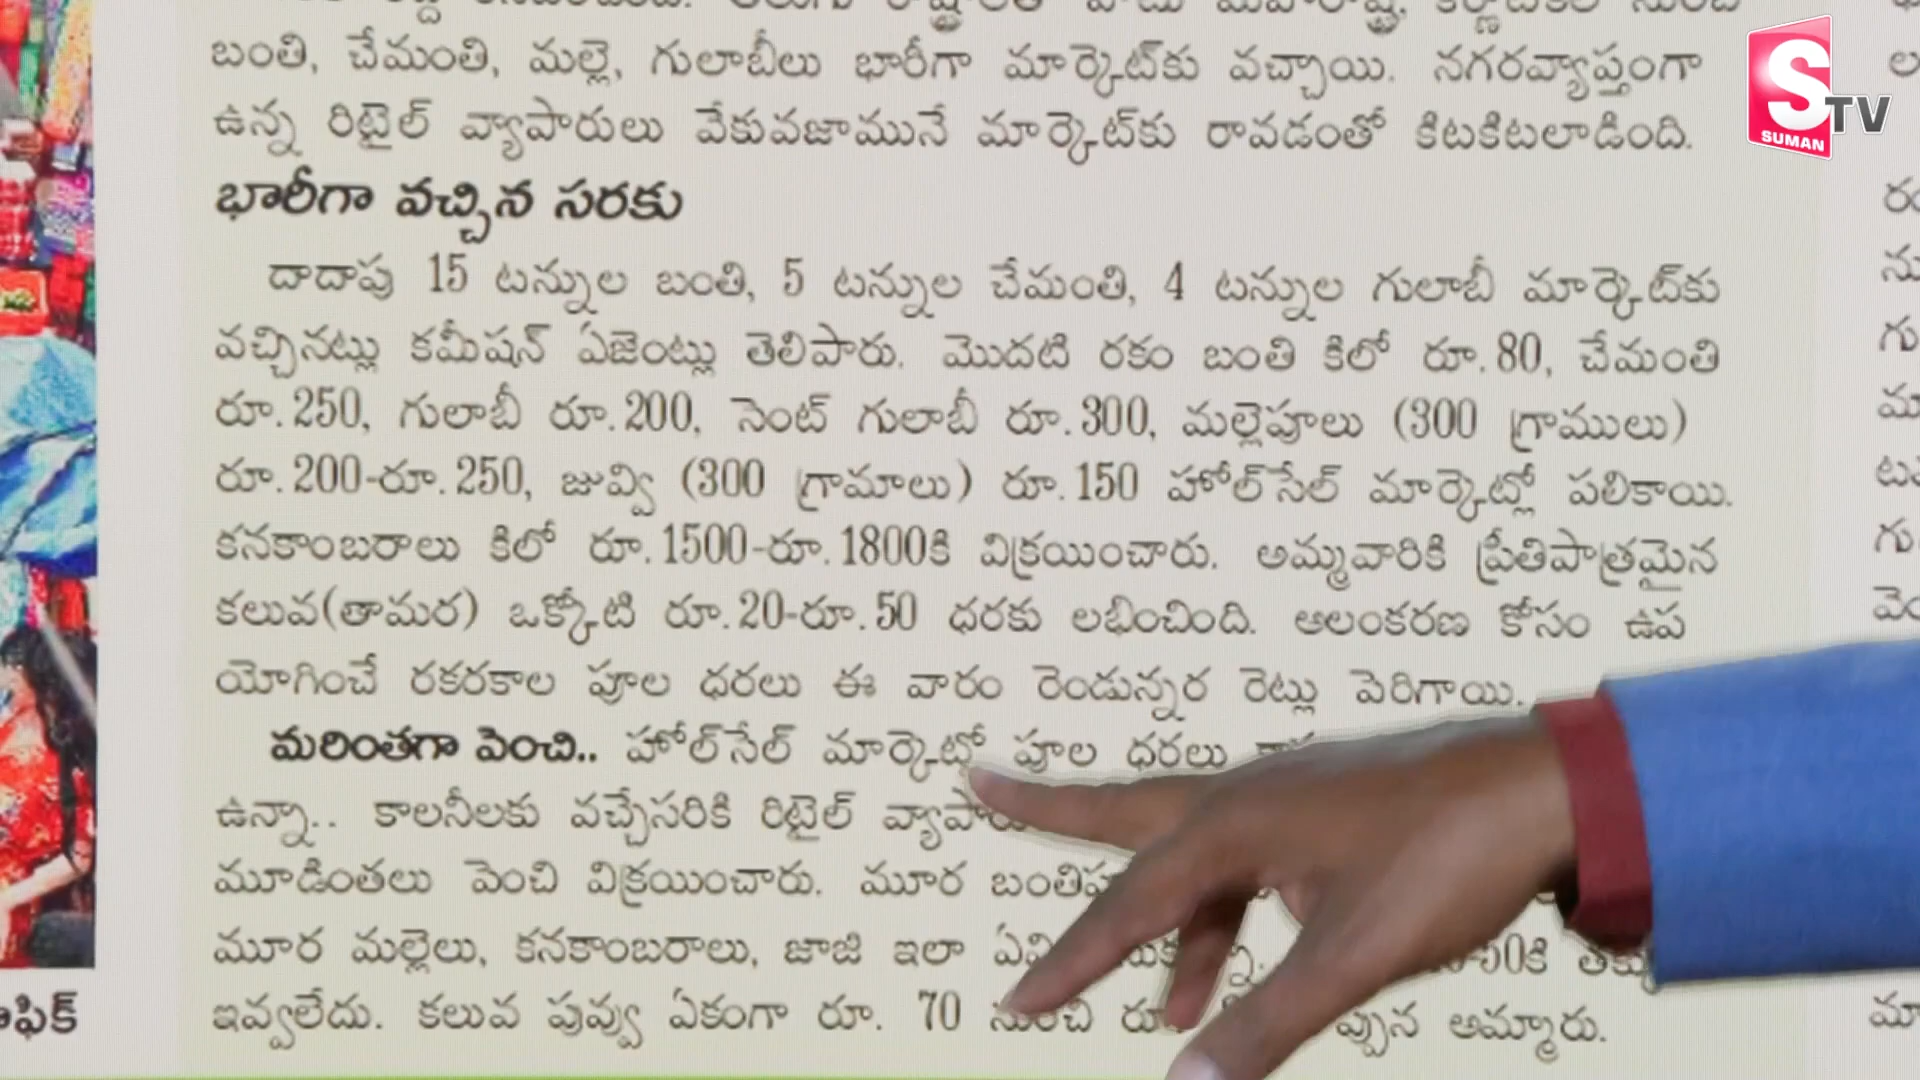 బంతి, చేమంతి, మల్లె, గులాబీలు భారీగా మార్కెట్‌కు వచ్చాయి. నగరవ్యాప్తంగా
ఉన్న రిటైల్ వ్యాపారులు వేకువజామునే మార్కెట్‌కు రావడంతో కిటకిటలాడింది.
భారీగా వచ్చిన సరకు
దాదాపు 15 టన్నుల బంతి, 5 టన్నుల చేమంతి, 4 టన్నుల గులాబీ మార్కెట్‌కు
వచ్చినట్లు కమీషన్ ఏజెంట్లు తెలిపారు. మొదటి రకం బంతి కిలో రూ.80, చేమంతి
రూ.250, గులాబీ రూ.200, సెంట్ గులాబీ రూ.300, మల్లెపూలు (300 గ్రాములు)
రూ.200-రూ.250, జువ్వి (300 గ్రామాలు) రూ.150 హోల్‌సేల్ మార్కెట్లో పలికాయి.
కనకాంబరాలు కిలో రూ.1500-రూ.1800కి విక్రయించారు. అమ్మవారికి ప్రీతిపాత్రమైన
కలువ(తామర) ఒక్కోటి రూ.20-రూ.50 ధరకు లభించింది. అలంకరణ కోసం ఉప
యోగించే రకరకాల పూల ధరలు ఈ వారం రెండున్నర రెట్లు పెరిగాయి.
మరింతగా పెంచి.. హోల్‌సేల్ మార్కెట్లో పూల ధరలు
ఉన్నా.. కాలనీలకు వచ్చేసరికి రిటైల్
మూడింతలు పెంచి విక్రయించారు. మూర
మూర మల్లెలు, కనకాంబరాలు, జాజి ఇలా
ఇవ్వలేదు. కలువ పువ్వు ఏకంగా రూ. 70 నుంచి అమ్మారు.
S TV
SUMAN